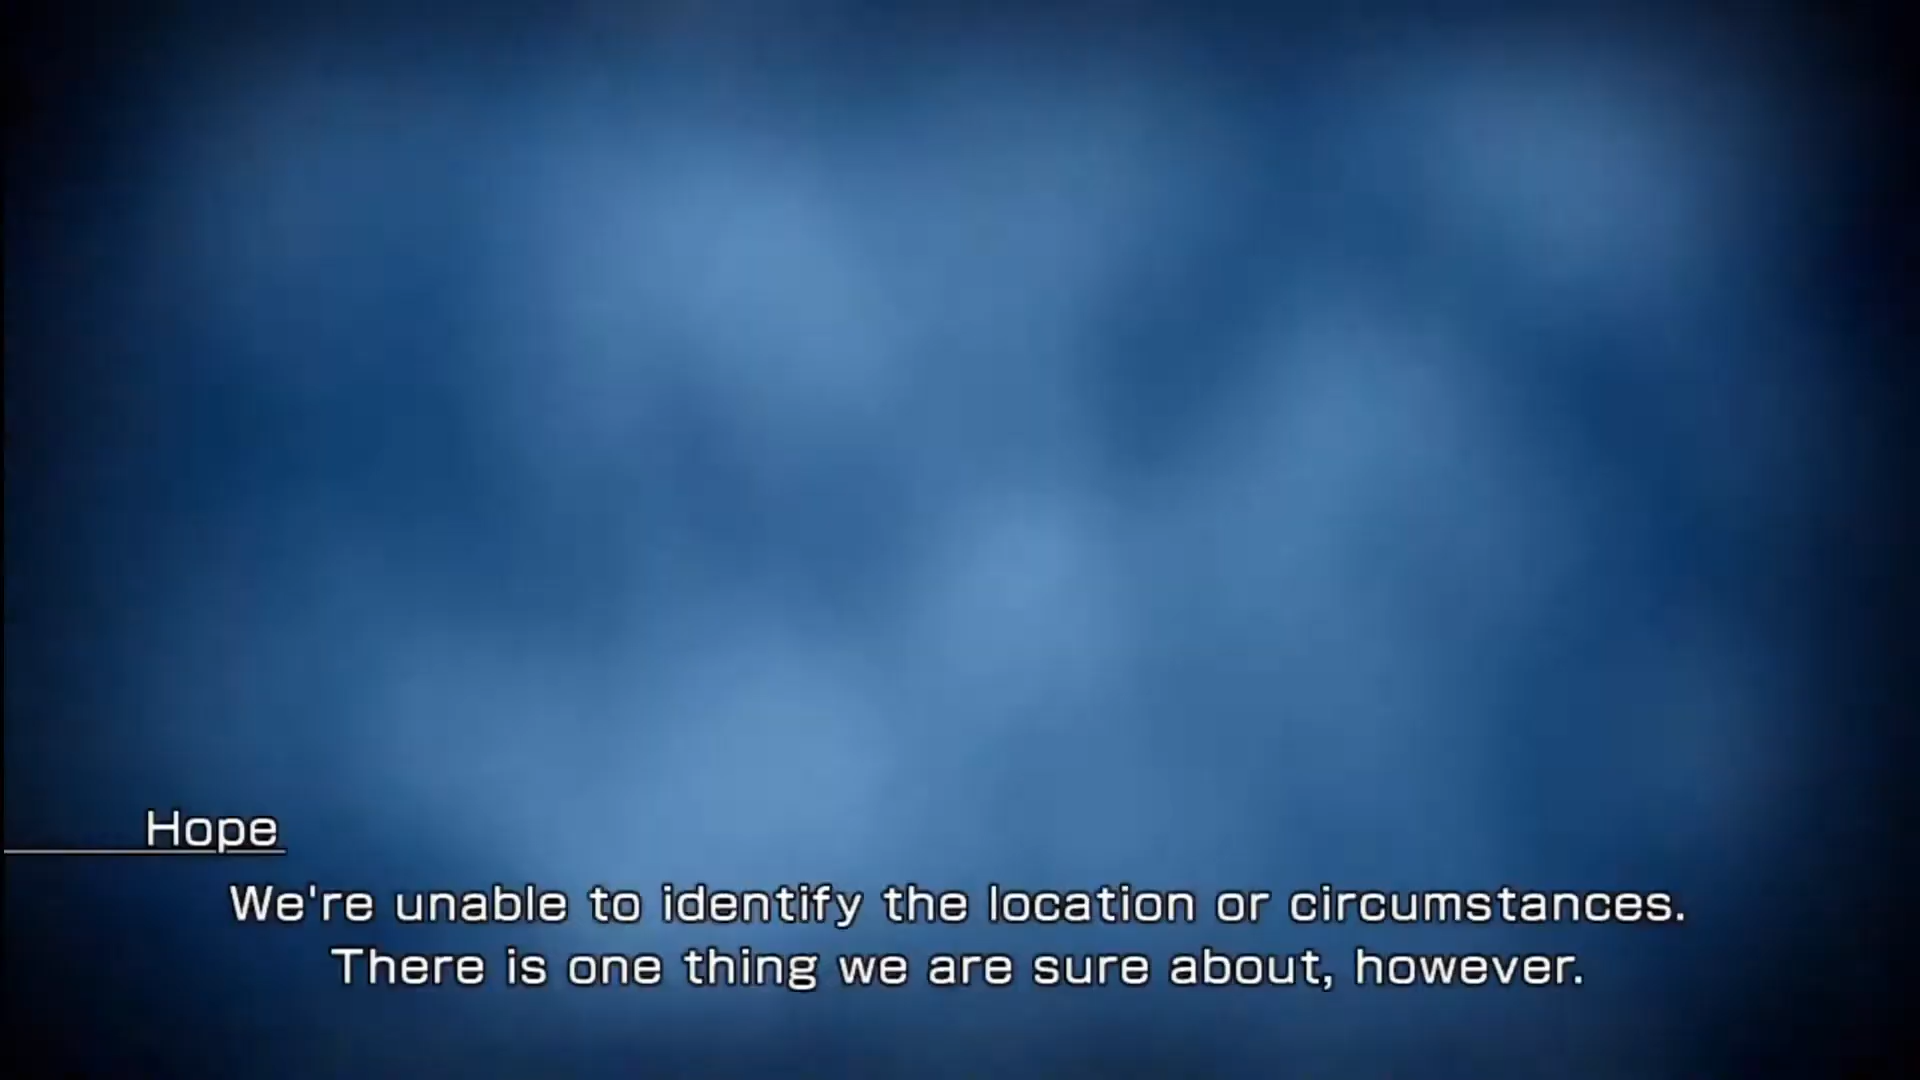 Hope
We're unable to identify the location or circumstances.
There is one thing we are sure about, however.